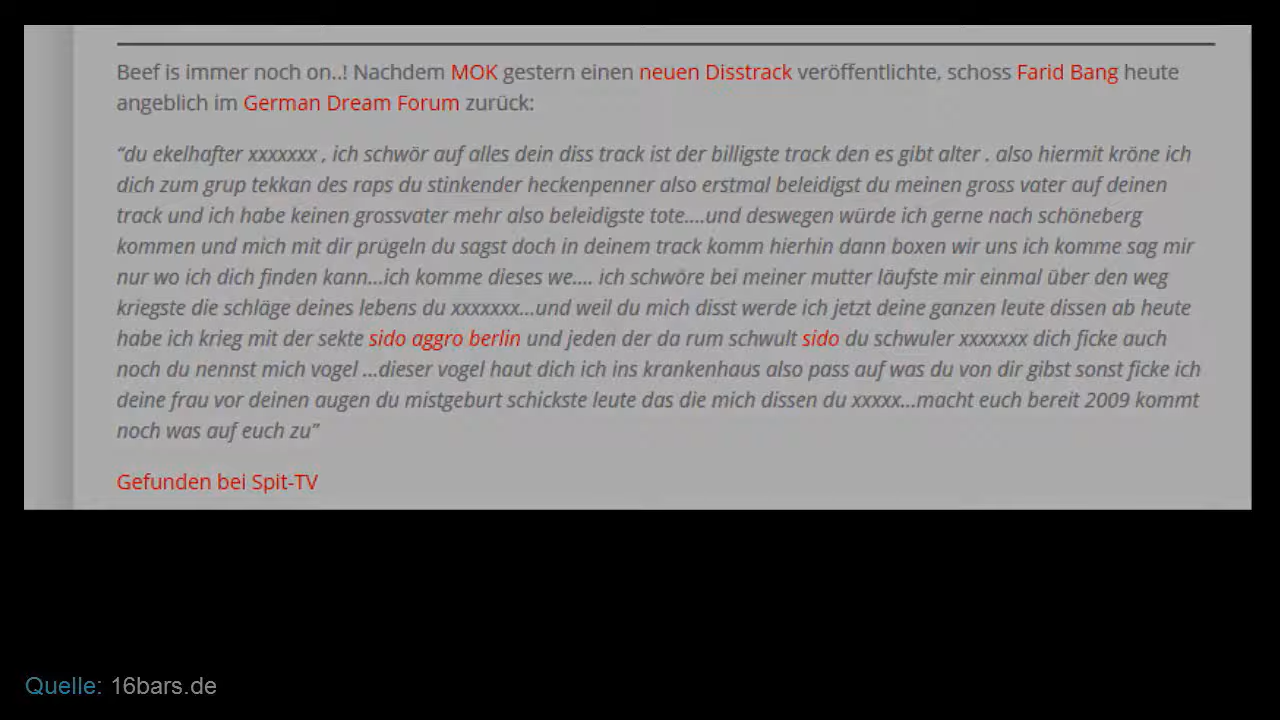 Beef is immer noch on..! Nachdem MOK gestern einen neuen Disstrack veröffentlichte, schoss Farid Bang heute
angeblich im German Dream Forum zurück:
“du ekelhafter xxxxxxx , ich schwör auf alles dein diss track ist der billigste track den es gibt alter . also hiermit kröne ich
dich zum grup tekkan des raps du stinkender heckenpenner also erstmal beleidigst du meinen gross vater auf deinen
track und ich habe keinen grossvater mehr also beleidigste tote....und deswegen würde ich gerne nach schöneberg
kommen und mich mit dir prügeln du sagst doch in deinem track komm hierhin dann boxen wir uns ich komme sag mir
nur wo ich dich finden kann...ich komme dieses we.... ich schwöre bei meiner mutter läufste mir einmal über den weg
kriegste die schläge deines lebens du xxxxxxx...und weil du mich disst werde ich jetzt deine ganzen leute dissen ab heute
habe ich krieg mit der sekte sido aggro berlin und jeden der da rum schwult sido du schwuler xxxxxxx dich ficke auch
noch du nennst mich vogel ...dieser vogel haut dich ich ins krankenhaus also pass auf was du von dir gibst sonst ficke ich
deine frau vor deinen augen du mistgeburt schickste leute das die mich dissen du xxxxx...macht euch bereit 2009 kommt
noch was auf euch zu”
Gefunden bei Spit-TV
Quelle: 16bars.de